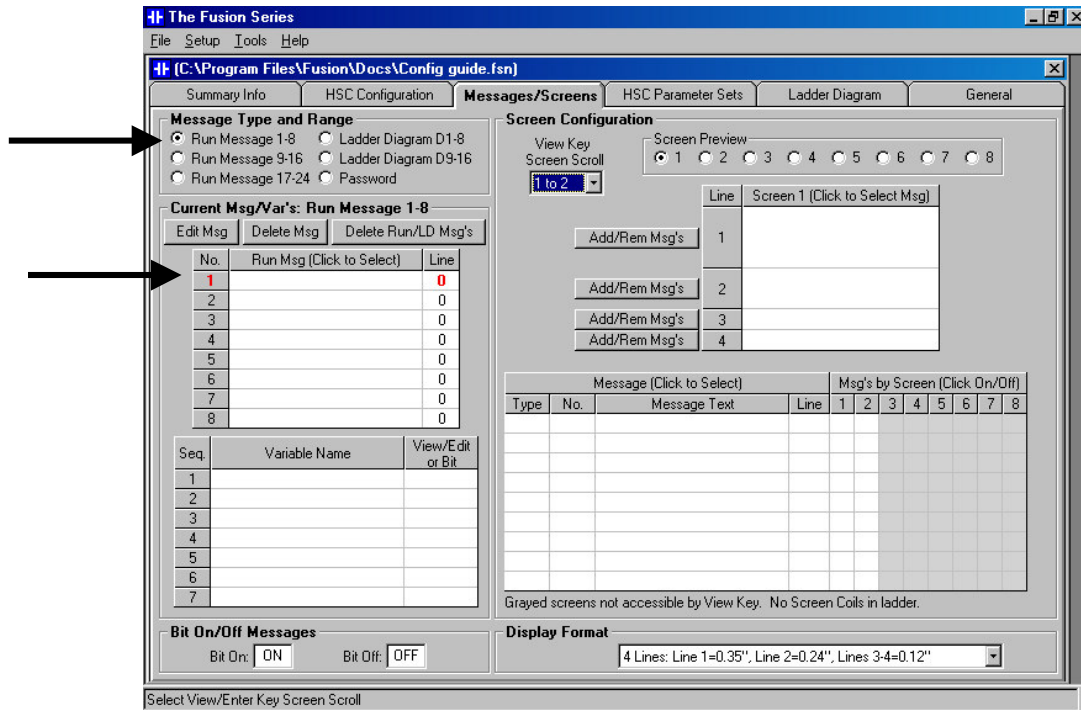 The Fusion Series
File Setup Tools Help
(C:\Program Files\Fusion\Docs\Config guide.fsn)
Summary Info HSC Configuration Messages/Screens HSC Parameter Sets Ladder Diagram General
Message Type and Range
Run Message 1-8 Ladder Diagram D1-8
Run Message 9-16 Ladder Diagram D9-16
Run Message 17-24 Password
Current Msg/Var's: Run Message 1-8
Edit Msg Delete Msg Delete Run/LD Msg's
No. Run Msg (Click to Select) Line
1 0
2 0
3 0
4 0
5 0
6 0
7 0
8 0
Seq. Variable Name View/Edit or Bit
1
2
3
4
5
6
7
Bit On/Off Messages
Bit On: ON Bit Off: OFF
Screen Configuration
View Key
Screen Scroll
1 to 2
Screen Preview
1 2 3 4 5 6 7 8
Line Screen 1 (Click to Select Msg)
Add/Rem Msg's 1
Add/Rem Msg's 2
Add/Rem Msg's 3
Add/Rem Msg's 4
Message (Click to Select) Msg's by Screen (Click On/Off)
Type No. Message Text Line 1 2 3 4 5 6 7 8
Grayed screens not accessible by View Key. No Screen Coils in ladder.
Display Format
4 Lines: Line 1=0.35", Line 2=0.24", Lines 3-4=0.12"
Select View/Enter Key Screen Scroll